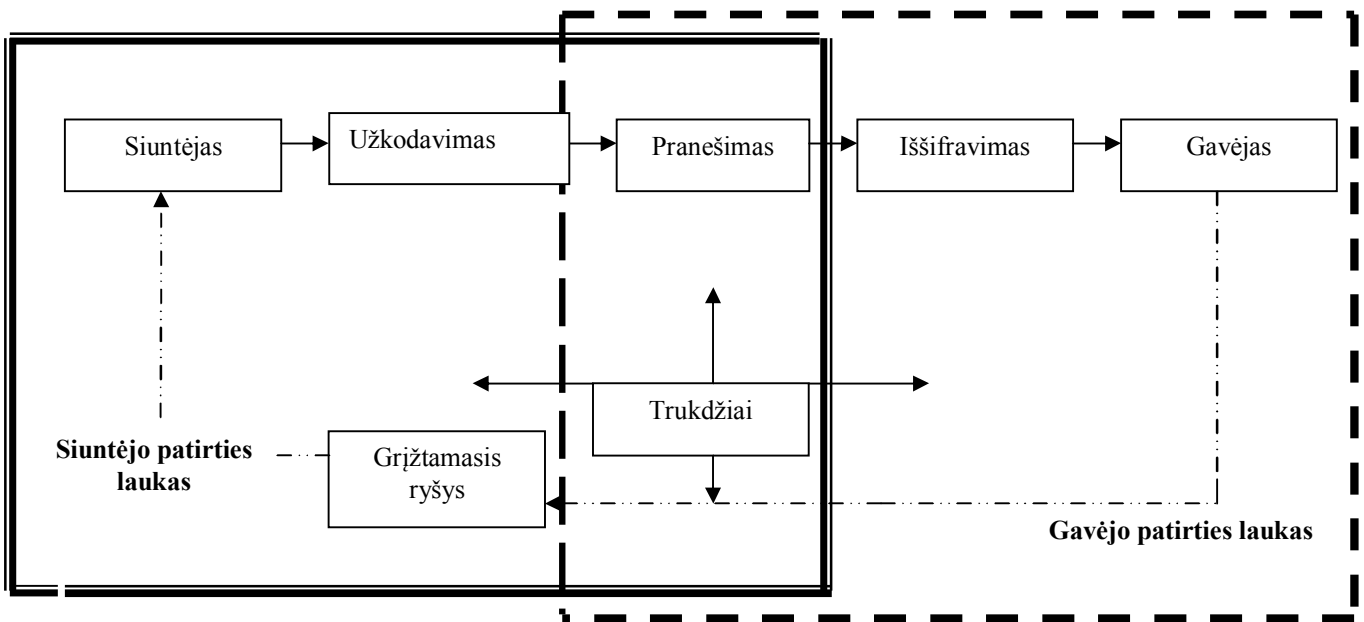 Siuntėjas
Užkodavimas
Pranešimas
Iššifravimas
Gavėjas
Trukdžiai
Siuntėjo patirties
laukas
Grįžtamasis
ryšys
Gavėjo patirties laukas